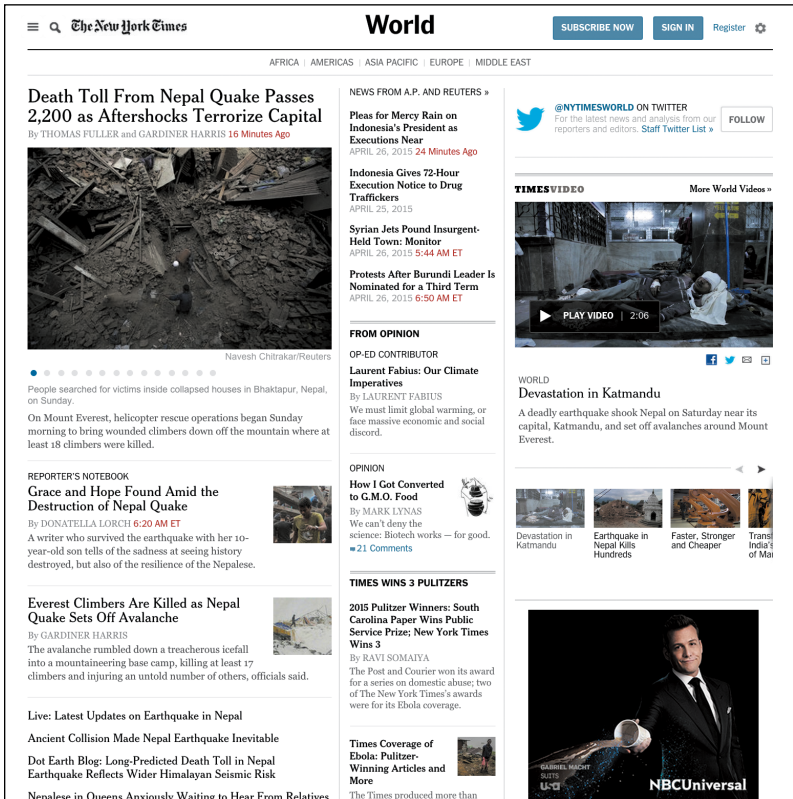 The New York Times
World
SUBSCRIBE NOW
SIGN IN
Register
AFRICA | AMERICAS | ASIA PACIFIC | EUROPE | MIDDLE EAST
Death Toll From Nepal Quake Passes
2,200 as Aftershocks Terrorize Capital
By THOMAS FULLER and GARDINER HARRIS 16 Minutes Ago
Navesh Chitrakar/Reuters
People searched for victims inside collapsed houses in Bhaktapur, Nepal,
on Sunday.
On Mount Everest, helicopter rescue operations began Sunday
morning to bring wounded climbers down off the mountain where at
least 18 climbers were killed.
REPORTER'S NOTEBOOK
Grace and Hope Found Amid the
Destruction of Nepal Quake
By DONATELLA LORCH 6:20 AM ET
A writer who survived the earthquake with her 10-
year-old son tells of the sadness at seeing history
destroyed, but also of the resilience of the Nepalese.
Everest Climbers Are Killed as Nepal
Quake Sets Off Avalanche
By GARDINER HARRIS
The avalanche rumbled down a treacherous icefall
into a mountaineering base camp, killing at least 17
climbers and injuring an untold number of others, officials said.
Live: Latest Updates on Earthquake in Nepal
Ancient Collision Made Nepal Earthquake Inevitable
Dot Earth Blog: Long-Predicted Death Toll in Nepal
Earthquake Reflects Wider Himalayan Seismic Risk
Nepalese in Queens Anxiously Waiting to Hear From Relatives
NEWS FROM A.P. AND REUTERS »
Pleas for Mercy Rain on
Indonesia's President as
Executions Near
APRIL 26, 2015 24 Minutes Ago
Indonesia Gives 72-Hour
Execution Notice to Drug
Traffickers
APRIL 25, 2015
Syrian Jets Pound Insurgent-
Held Town: Monitor
APRIL 26, 2015 5:44 AM ET
Protests After Burundi Leader Is
Nominated for a Third Term
APRIL 26, 2015 6:50 AM ET
FROM OPINION
OP-ED CONTRIBUTOR
Laurent Fabius: Our Climate
Imperatives
By LAURENT FABIUS
We must limit global warming, or
face massive economic and social
discord.
OPINION
How I Got Converted
to G.M.O. Food
By MARK LYNAS
We can't deny the
science: Biotech works — for good.
21 Comments
TIMES WINS 3 PULITZERS
2015 Pulitzer Winners: South
Carolina Paper Wins Public
Service Prize; New York Times
Wins 3
By RAVI SOMAIYA
The Post and Courier won its award
for a series on domestic abuse; two
of The New York Times's awards
were for its Ebola coverage.
Times Coverage of
Ebola: Pulitzer-
Winning Articles and
More
The Times produced more than
@NYTIMESWORLD ON TWITTER
For the latest news and analysis from our
reporters and editors. Staff Twitter List »
FOLLOW
TIMESVIDEO
More World Videos »
PLAY VIDEO | 2:06
WORLD
Devastation in Katmandu
A deadly earthquake shook Nepal on Saturday near its
capital, Katmandu, and set off avalanches around Mount
Everest.
Devastation in
Katmandu
Earthquake in
Nepal Kills
Hundreds
Faster, Stronger
and Cheaper
India's
of
GABRIEL MACHT
SUITS
USA
NBCUniversal